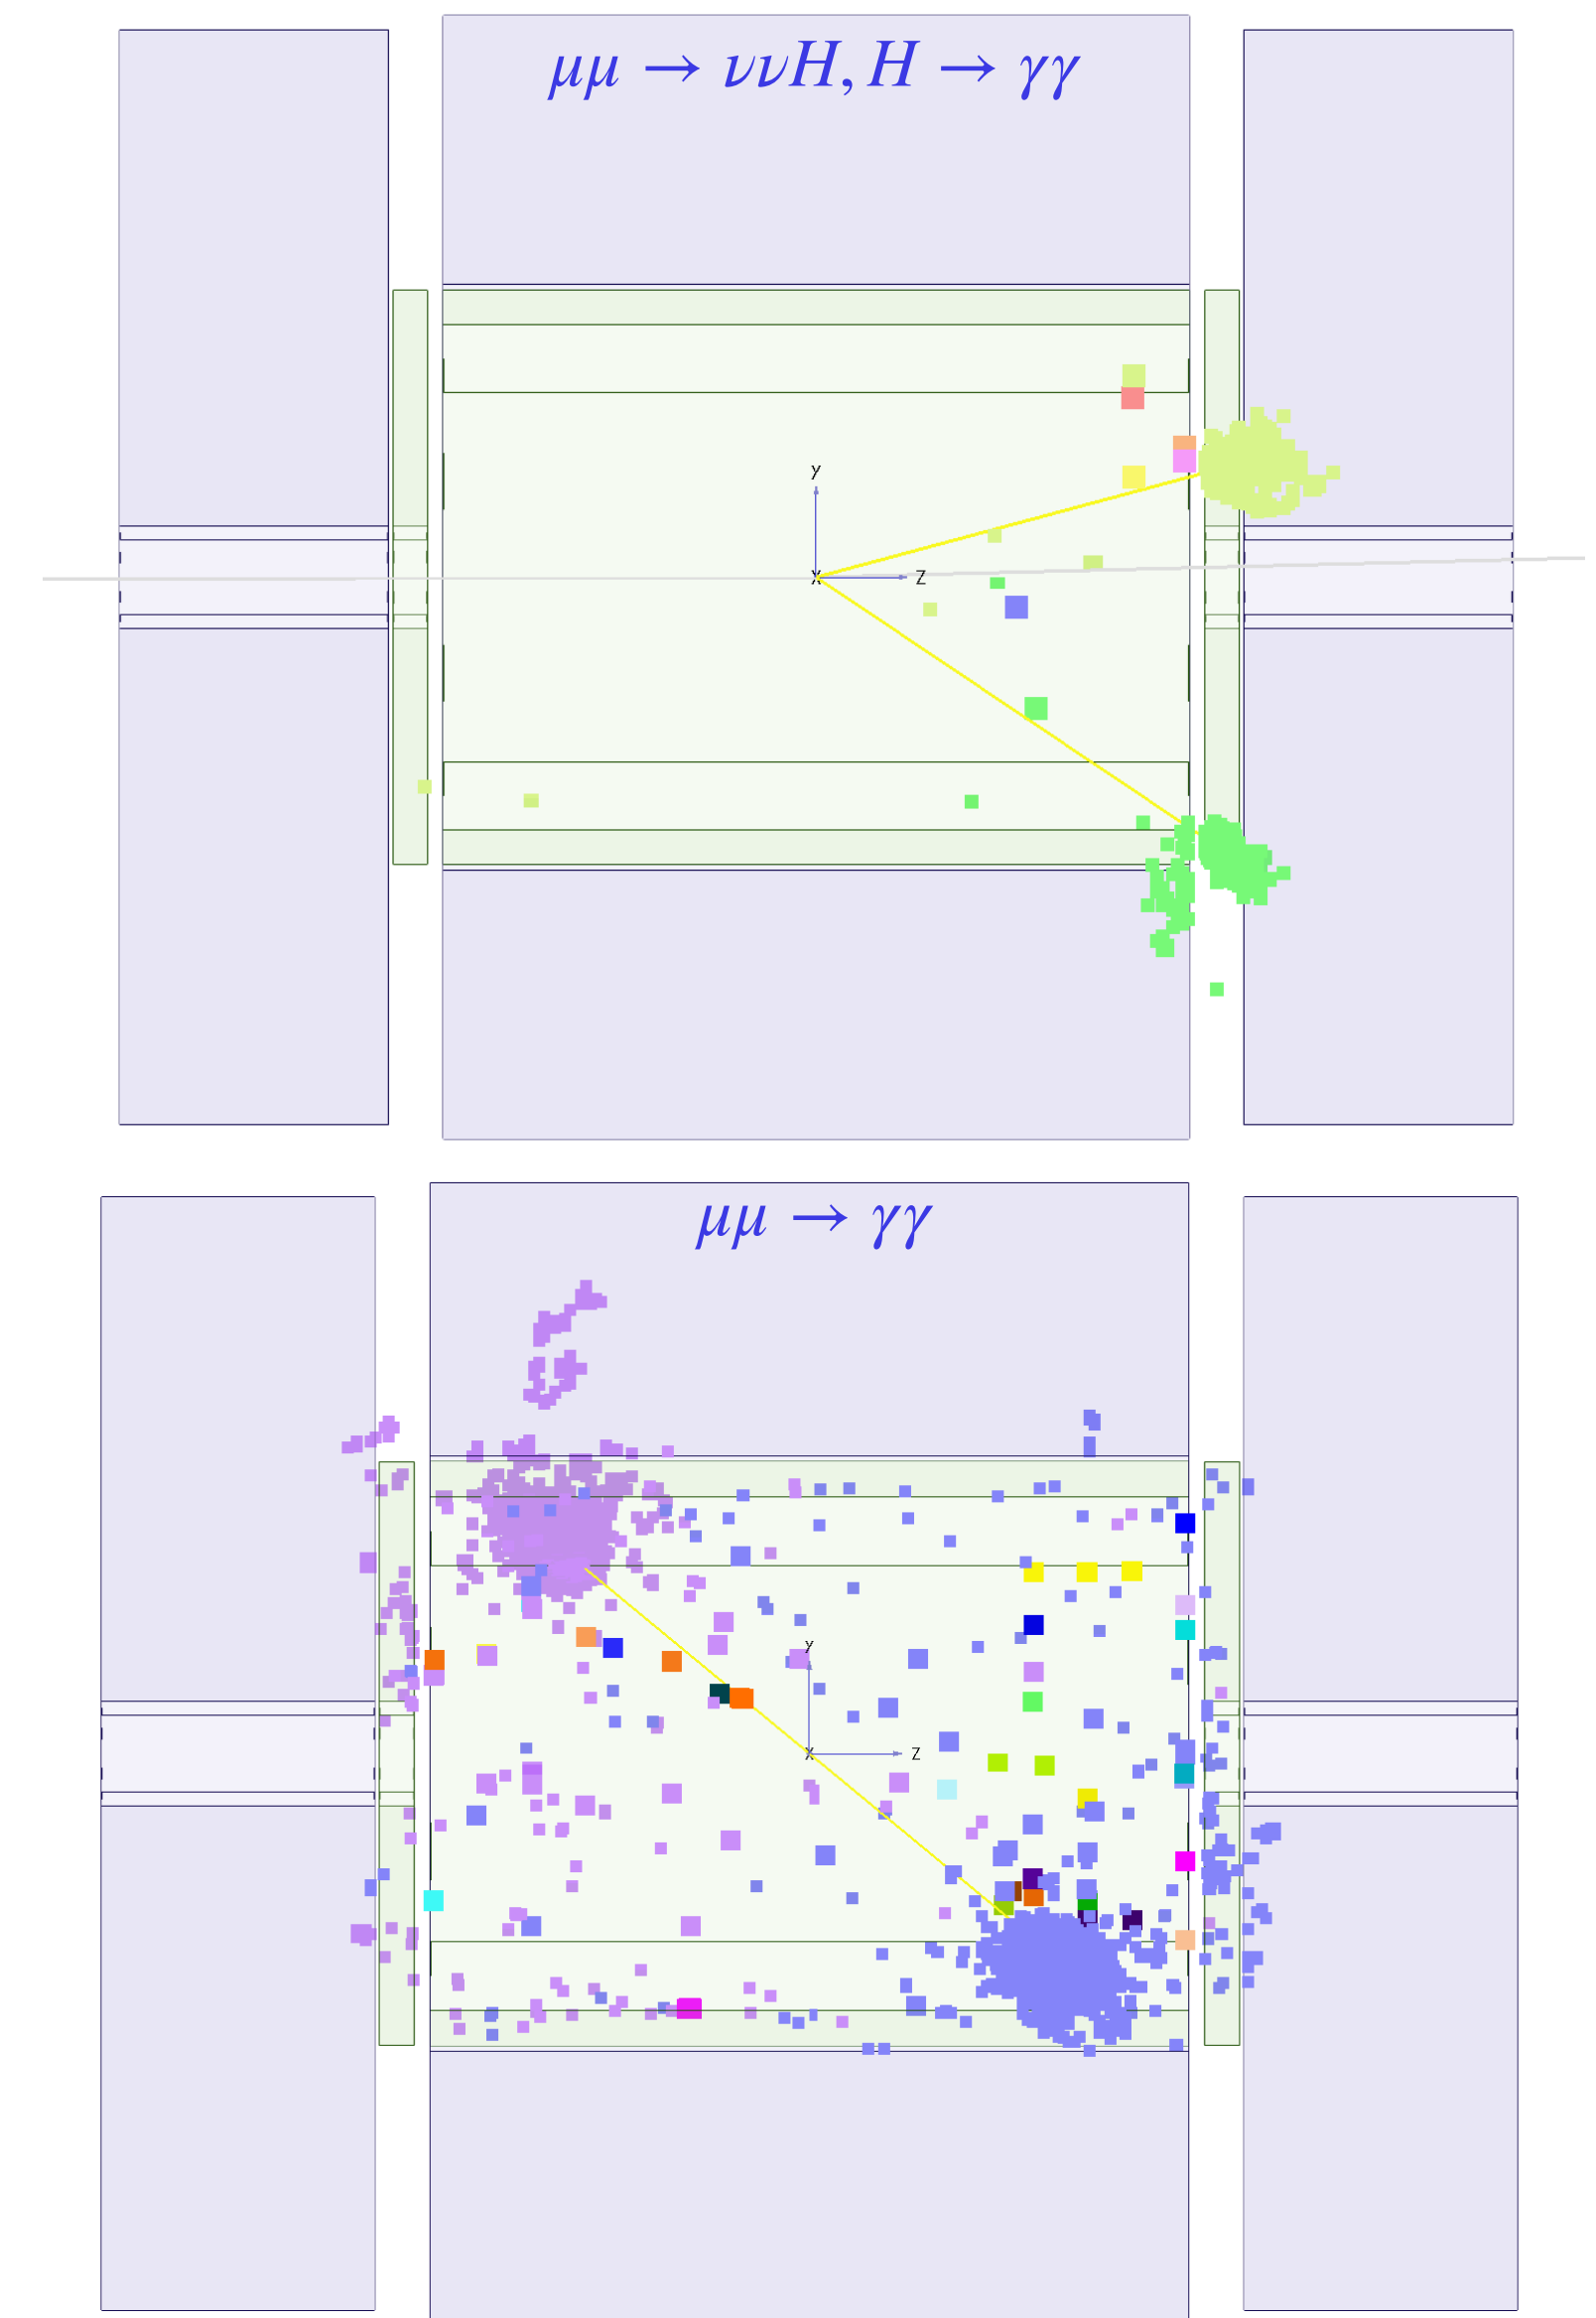 μμ → ννH, H → γγ
y
X Z
μμ → γγ
y
X Z